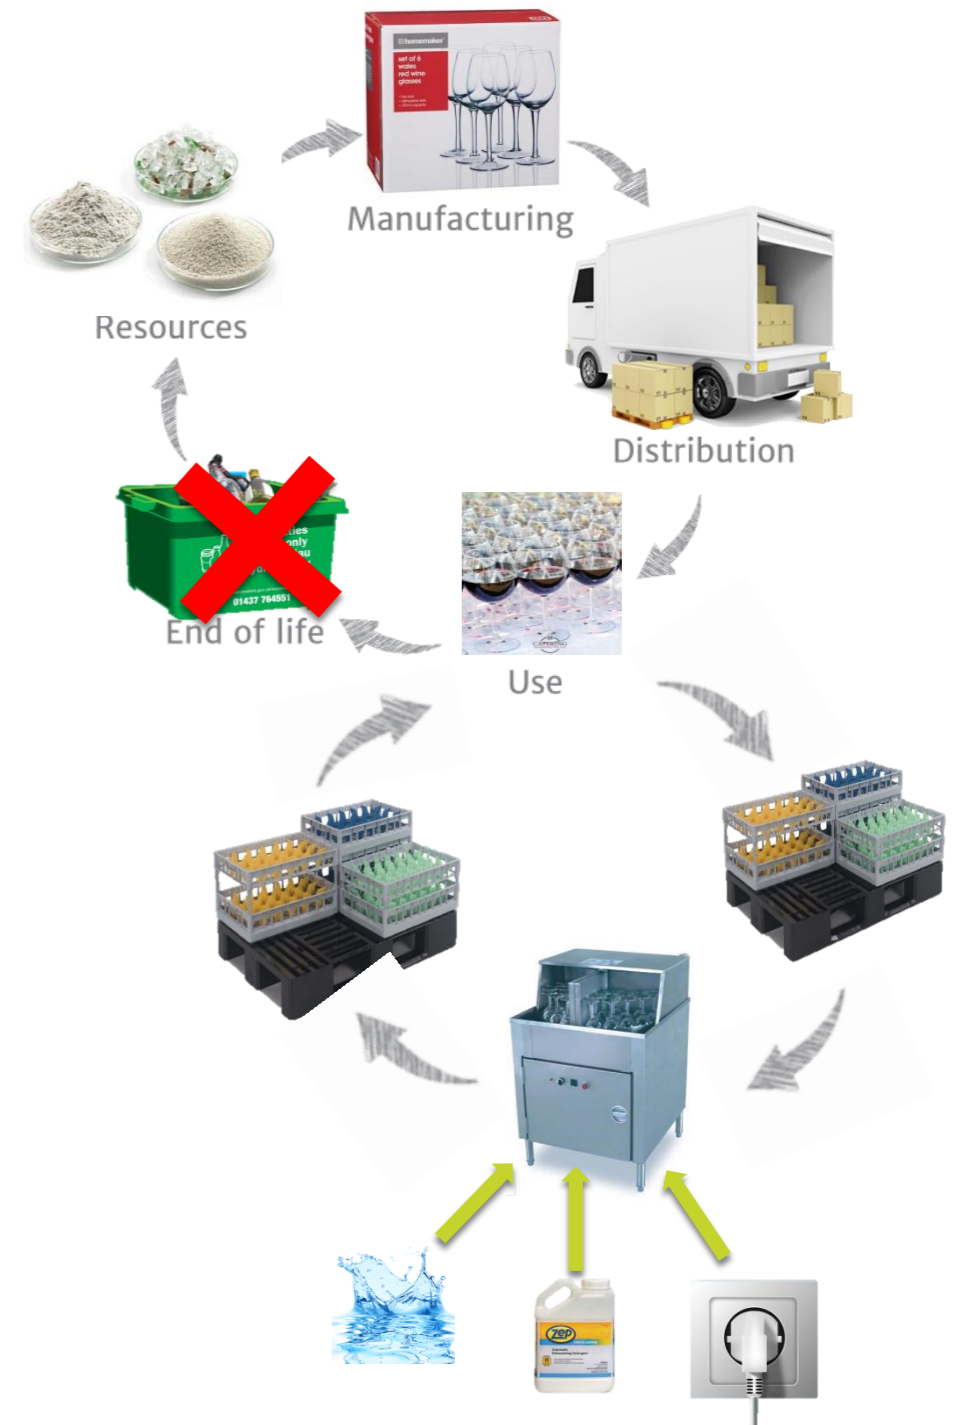 homemaker
set of 6
wales
red wine
glasses
Manufacturing
Resources
Distribution
only
01437 764551
End of life
CATERING
Use
zep